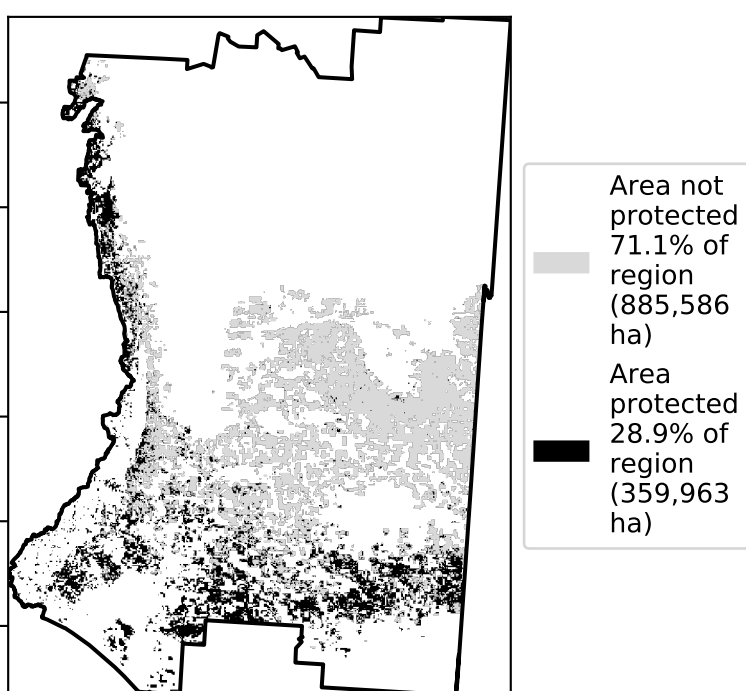 Area not
protected
71.1% of
region
(885,586
ha)
Area
protected
28.9% of
region
(359,963
ha)